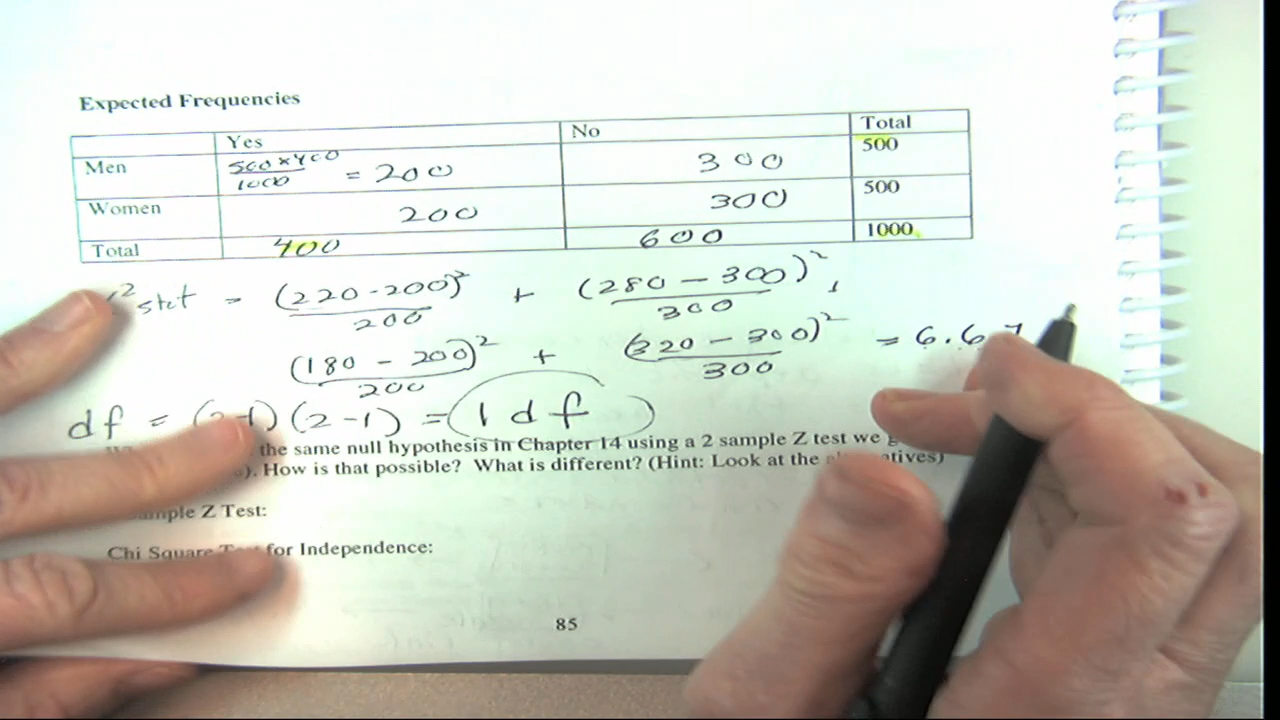 Expected Frequencies
Yes No Total
Men 500×400/1000 = 200 300 500
Women 200 300 500
Total 400 600 1000
² stat = (220-200)²/200 + (280-300)²/300 +
(180-200)²/200 + (320-300)²/300 = 6.67
df = (2-1)(2-1) = 1 df
the same null hypothesis in Chapter 14 using a 2 sample Z test we
). How is that possible? What is different? (Hint: Look at the alternatives)
ample Z Test:
Chi Square Test for Independence:
85